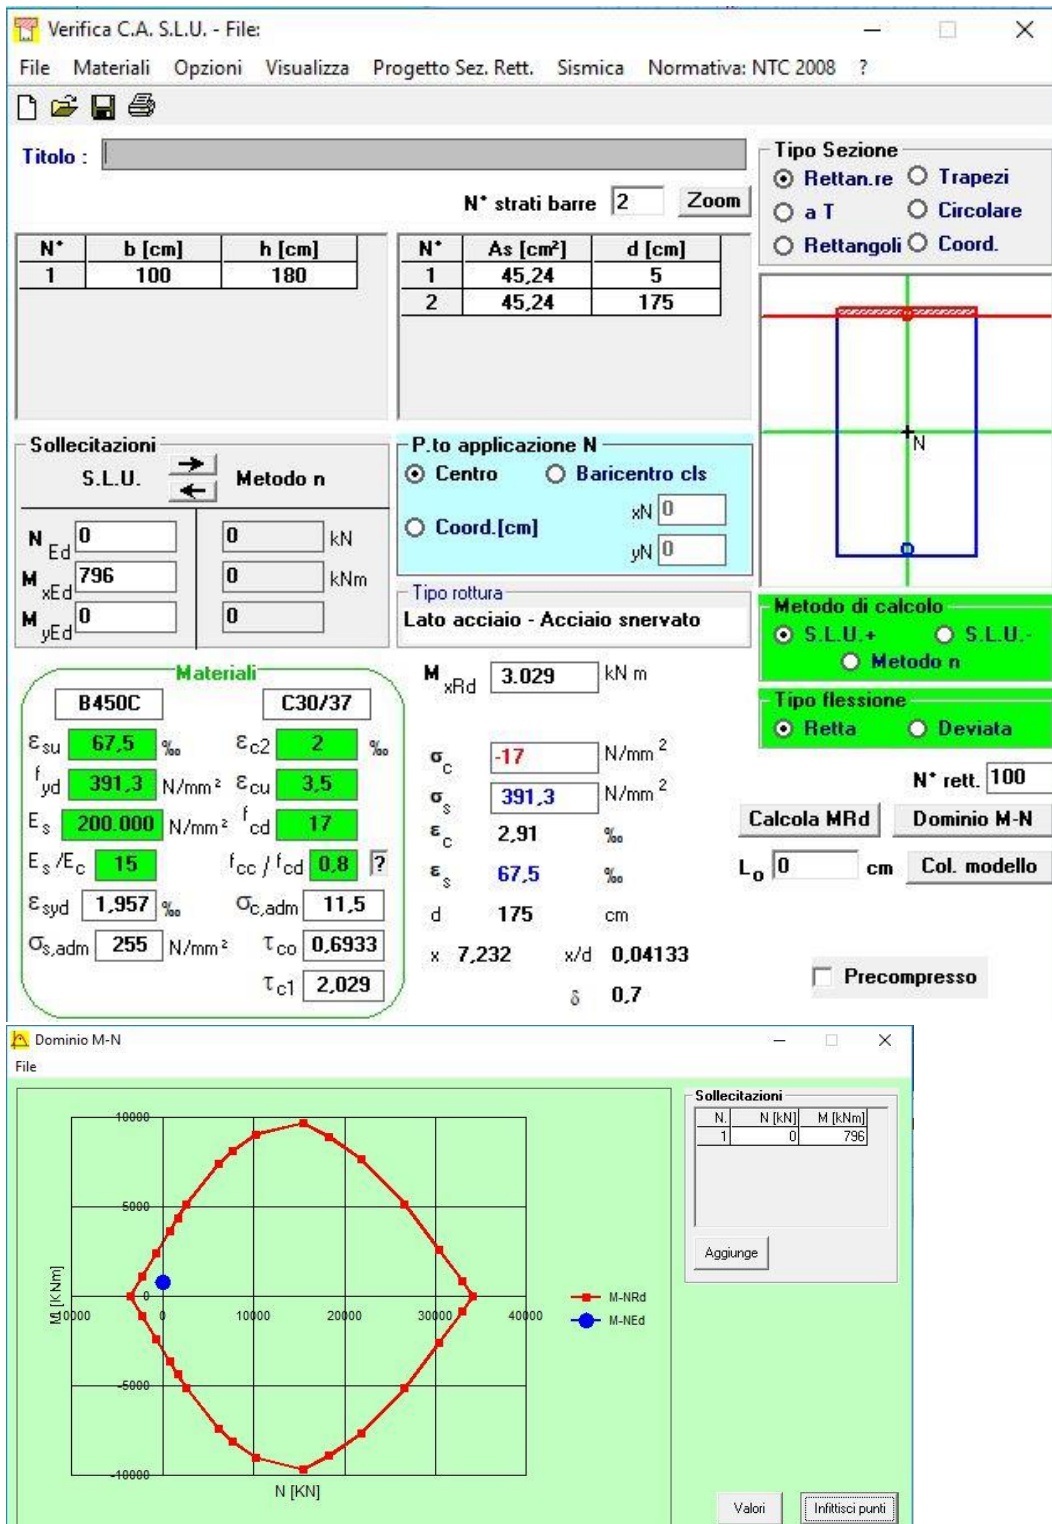 Verifica C.A. S.L.U. - File:
File Materiali Opzioni Visualizza Progetto Sez. Rett. Sismica Normativa: NTC 2008 ?
Titolo :
N* strati barre 2 Zoom
Tipo Sezione
Rettan.re Trapezi
a T Circolare
Rettangoli Coord.
N* b [cm] h [cm]
1 100 180
N* As [cm²] d [cm]
1 45,24 5
2 45,24 175
N
Sollecitazioni
S.L.U. Metodo n
N Ed 0 0 kN
M xEd 796 0 kNm
M yEd 0 0
P.to applicazione N
Centro Baricentro cls
Coord.[cm] xN 0
yN 0
Tipo rottura
Lato acciaio - Acciaio snervato
Metodo di calcolo
S.L.U.+ S.L.U.-
Metodo n
Tipo flessione
Retta Deviata
Materiali
B450C C30/37
εsu 67,5 ‰ εc2 2 ‰
fyd 391,3 N/mm² εcu 3,5
Es 200.000 N/mm² fcd 17
Es/Ec 15 fcc / fcd 0,8 ?
εsyd 1,957 ‰ σc,adm 11,5
σs,adm 255 N/mm² τco 0,6933
τc1 2,029
M xRd 3.029 kN m
σc -17 N/mm²
σs 391,3 N/mm²
εc 2,91 ‰
εs 67,5 ‰
d 175 cm
x 7,232 x/d 0,04133
δ 0,7
N* rett. 100
Calcola MRd Dominio M-N
Lo 0 cm Col. modello
Precompresso
Dominio M-N
File
10000
5000
0
-5000
-10000
M [KNm]
-10000 0 10000 20000 30000 40000
N [KN]
M-NRd
M-NEd
Sollecitazioni
N. N [kN] M [kNm]
1 0 796
Aggiunge
Valori Infittisci punti